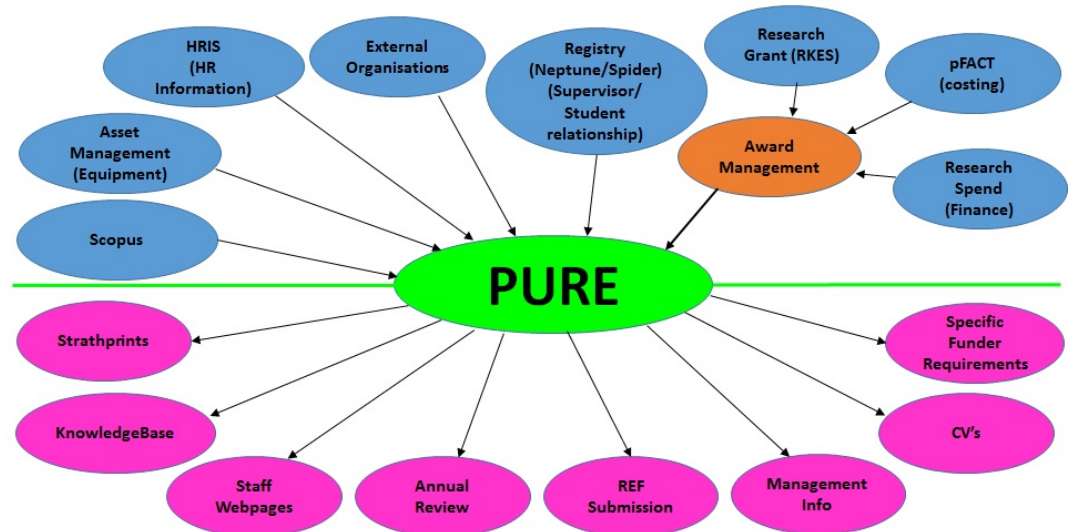 HRIS
(HR
Information)
External
Organisations
Registry
(Neptune/Spider)
(Supervisor/
Student
relationship)
Research
Grant (RKES)
pFACT
(costing)
Asset
Management
(Equipment)
Award
Management
Research
Spend
(Finance)
Scopus
PURE
Strathprints
Specific
Funder
Requirements
KnowledgeBase
CV's
Staff
Webpages
Annual
Review
REF
Submission
Management
Info